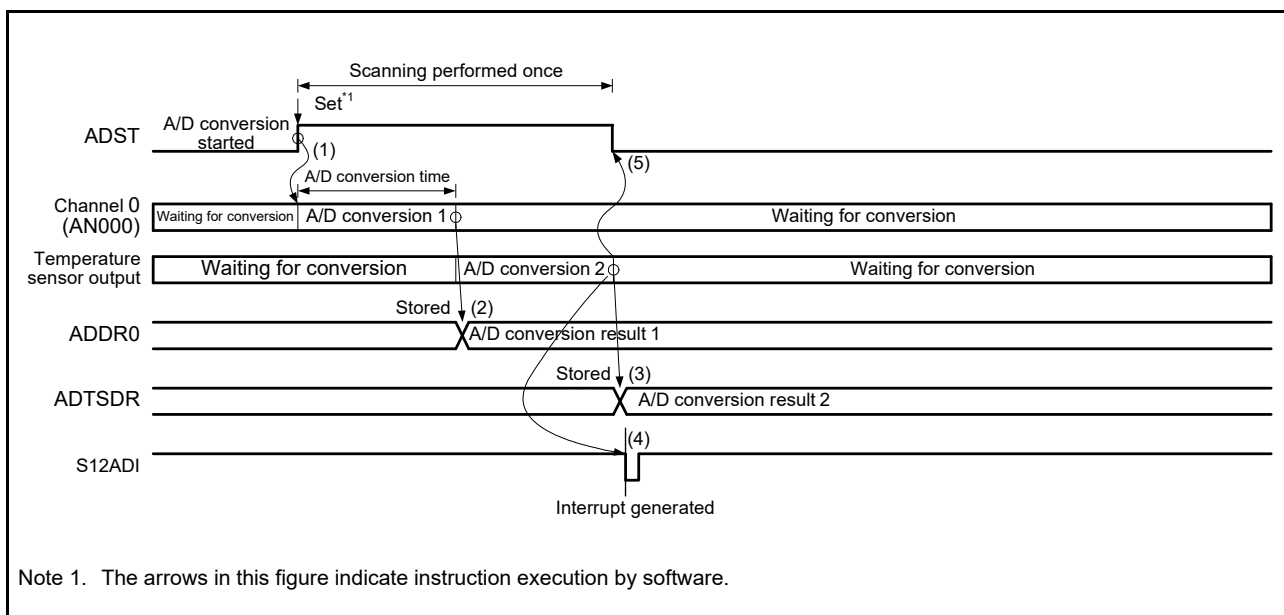 Scanning performed once
Set*1
ADST
A/D conversion
started
(1)
(5)
A/D conversion time
Channel 0
(AN000)
Waiting for conversion
A/D conversion 1
Waiting for conversion
Temperature
sensor output
Waiting for conversion
A/D conversion 2
Waiting for conversion
Stored
(2)
ADDR0
A/D conversion result 1
Stored
(3)
ADTSDR
A/D conversion result 2
(4)
S12ADI
Interrupt generated
Note 1. The arrows in this figure indicate instruction execution by software.